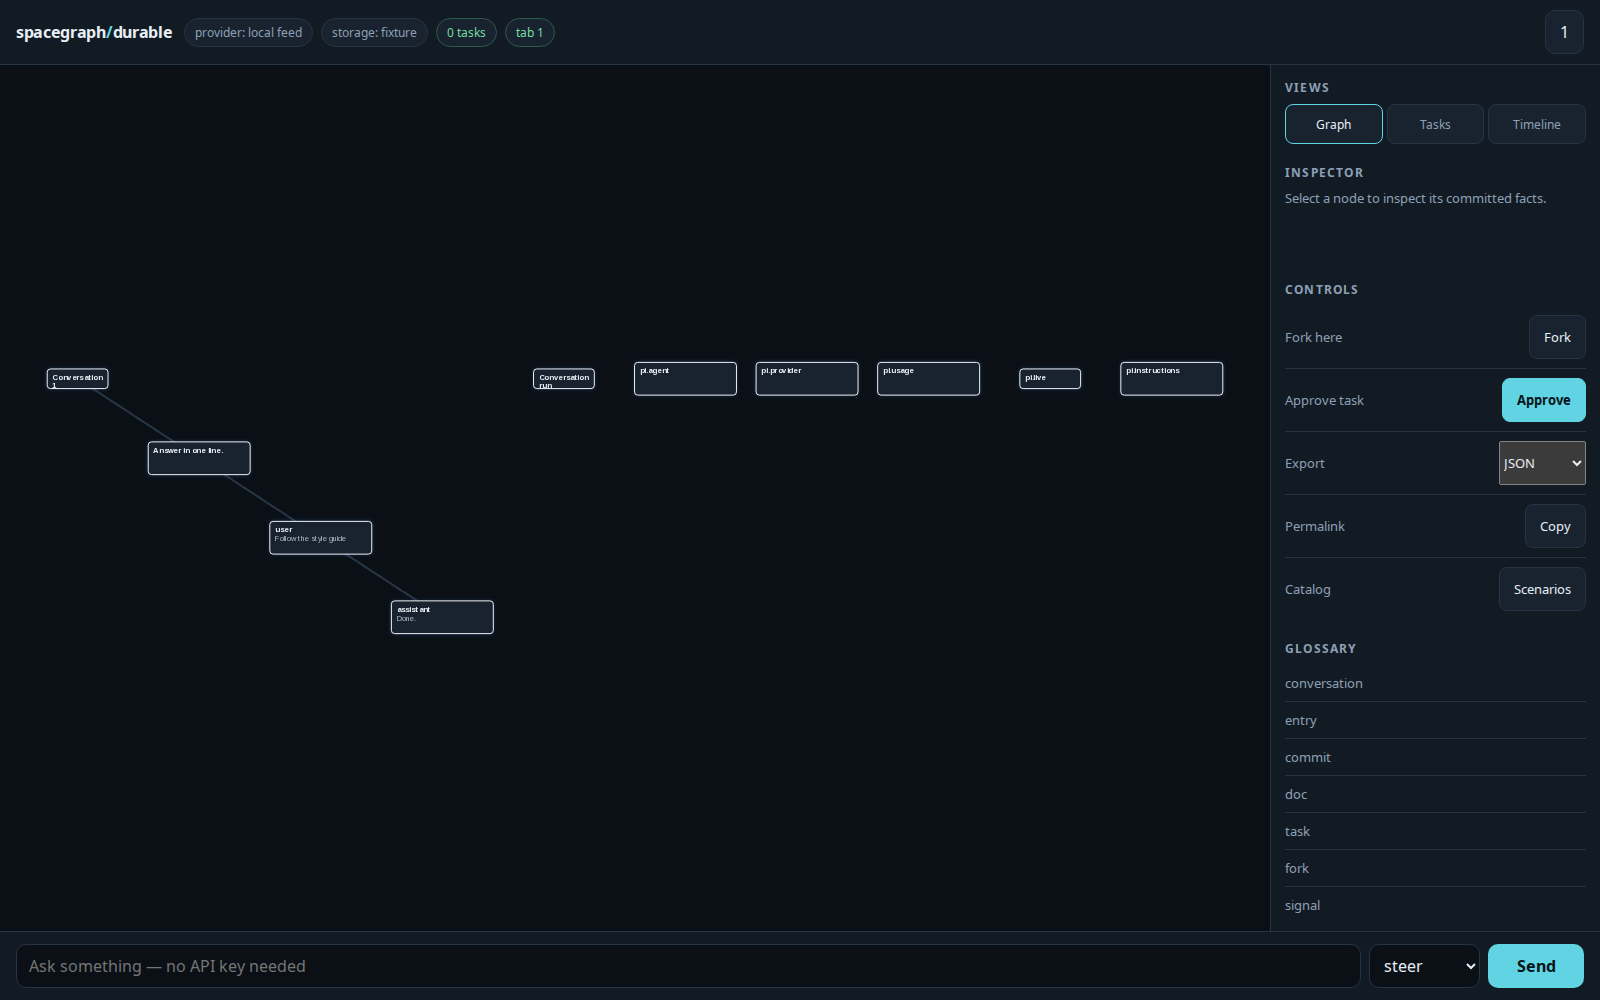 spacegraph/durable
provider: local feed
storage: fixture
0 tasks
tab 1
1
VIEWS
Graph
Tasks
Timeline
INSPECTOR
Select a node to inspect its committed facts.
CONTROLS
Fork here
Fork
Approve task
Approve
Export
JSON
Permalink
Copy
Catalog
Scenarios
GLOSSARY
conversation
entry
commit
doc
task
fork
signal
Conversation
1
Answer in one line.
user
Follow the style guide
assistant
Done.
Conversation
run
pi.agent
pi.provider
pi.usage
pi.live
pi.instructions
Ask something — no API key needed
steer
Send